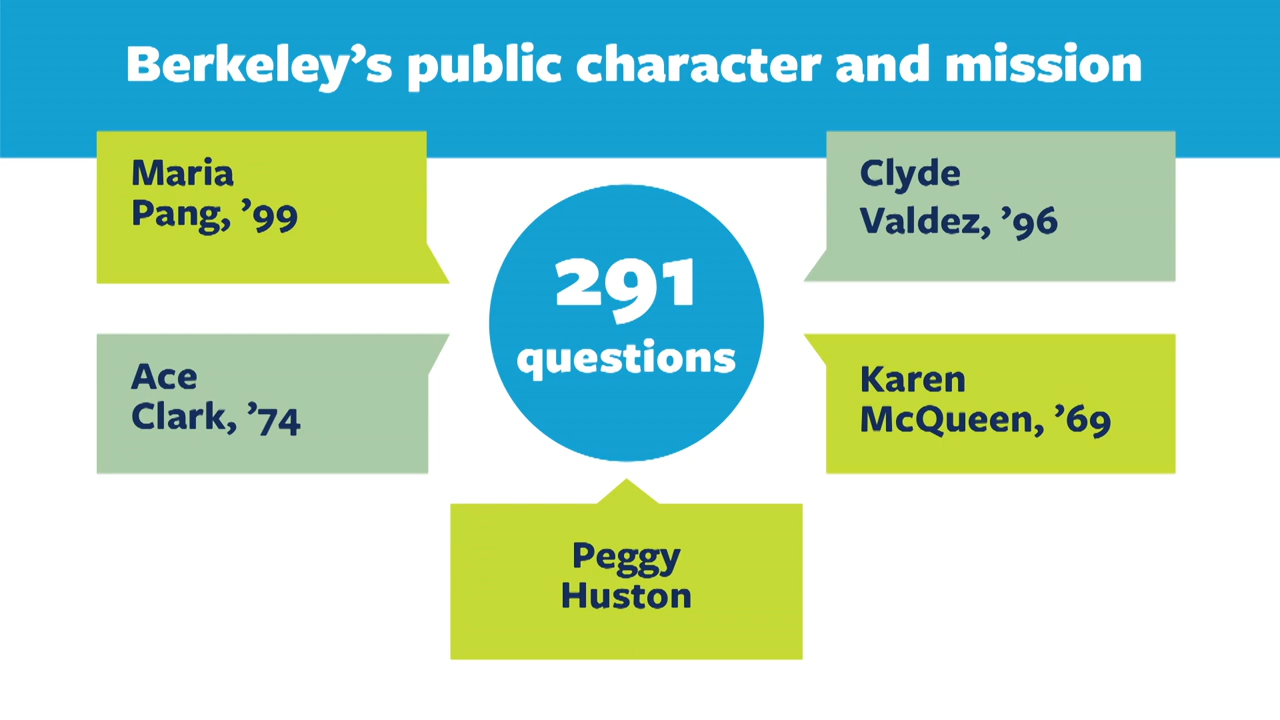 Berkeley’s public character and mission
Maria
Pang, ’99
Clyde
Valdez, ’96
291
questions
Ace
Clark, ’74
Karen
McQueen, ’69
Peggy
Huston